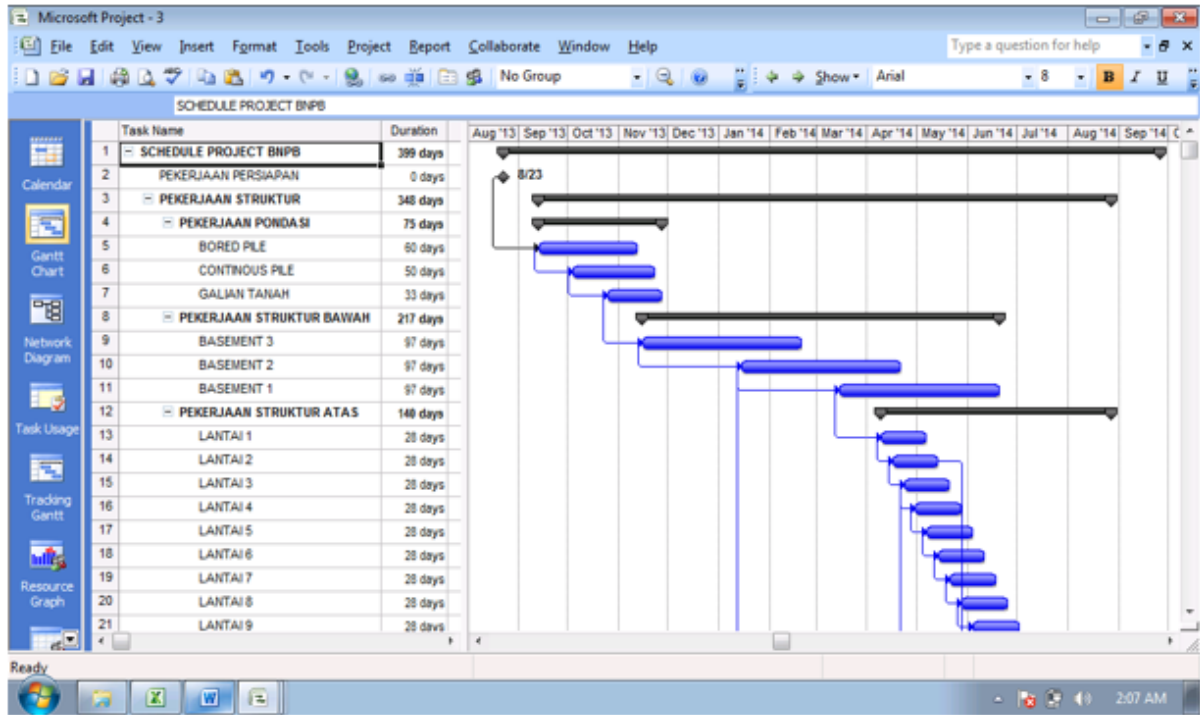 Microsoft Project - 3
File Edit View Insert Format Tools Project Report Collaborate Window Help Type a question for help
No Group Show Arial 8 B I U
SCHEDULE PROJECT BNPB
Task Name Duration Aug '13 Sep '13 Oct '13 Nov '13 Dec '13 Jan '14 Feb '14 Mar '14 Apr '14 May '14 Jun '14 Jul '14 Aug '14 Sep '14
1 SCHEDULE PROJECT BNPB 399 days
2 PEKERJAAN PERSIAPAN 0 days 8/23
3 PEKERJAAN STRUKTUR 348 days
4 PEKERJAAN PONDASI 75 days
5 BORED PILE 60 days
6 CONTINOUS PILE 50 days
7 GALIAN TANAH 33 days
8 PEKERJAAN STRUKTUR BAWAH 217 days
9 BASEMENT 3 97 days
10 BASEMENT 2 97 days
11 BASEMENT 1 97 days
12 PEKERJAAN STRUKTUR ATAS 140 days
13 LANTAI 1 28 days
14 LANTAI 2 28 days
15 LANTAI 3 28 days
16 LANTAI 4 28 days
17 LANTAI 5 28 days
18 LANTAI 6 28 days
19 LANTAI 7 28 days
20 LANTAI 8 28 days
21 LANTAI 9 28 days
Calendar
Gantt
Chart
Network
Diagram
Task Usage
Tracking
Gantt
Resource
Graph
Ready
2:07 AM